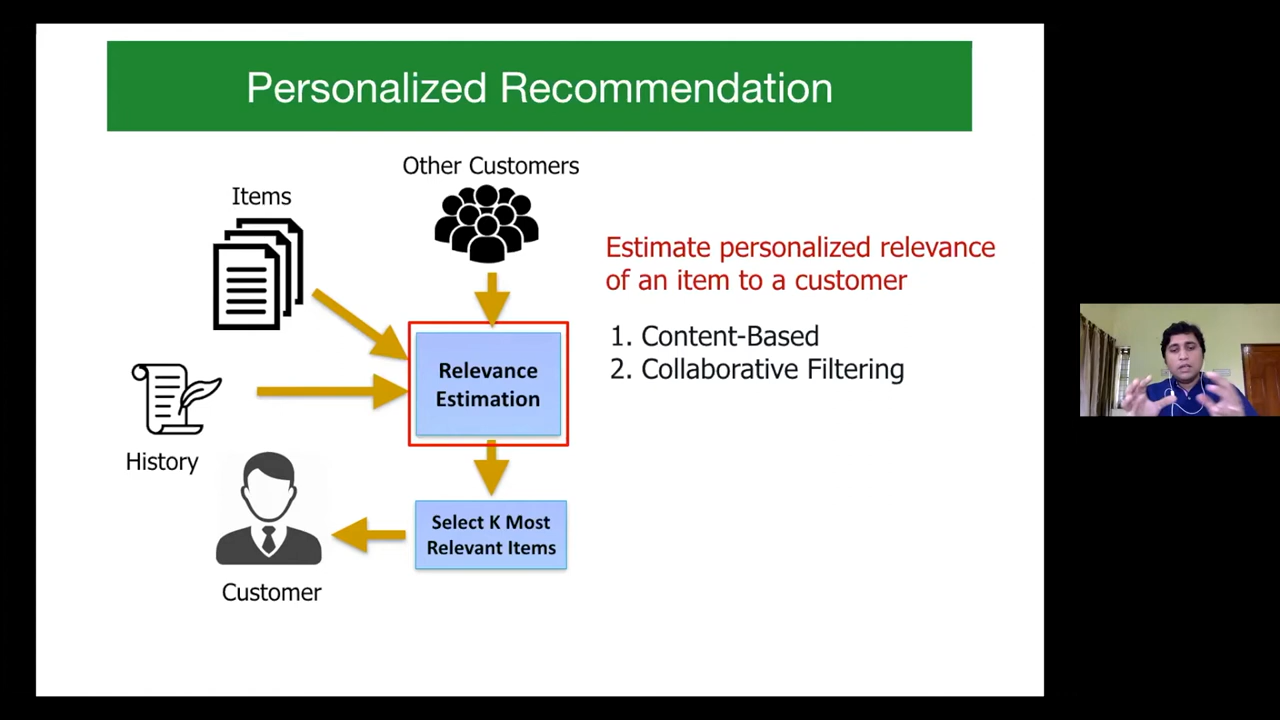 Personalized Recommendation
Other Customers
Items
Estimate personalized relevance
of an item to a customer
1. Content-Based
2. Collaborative Filtering
Relevance
Estimation
History
Select K Most
Relevant Items
Customer